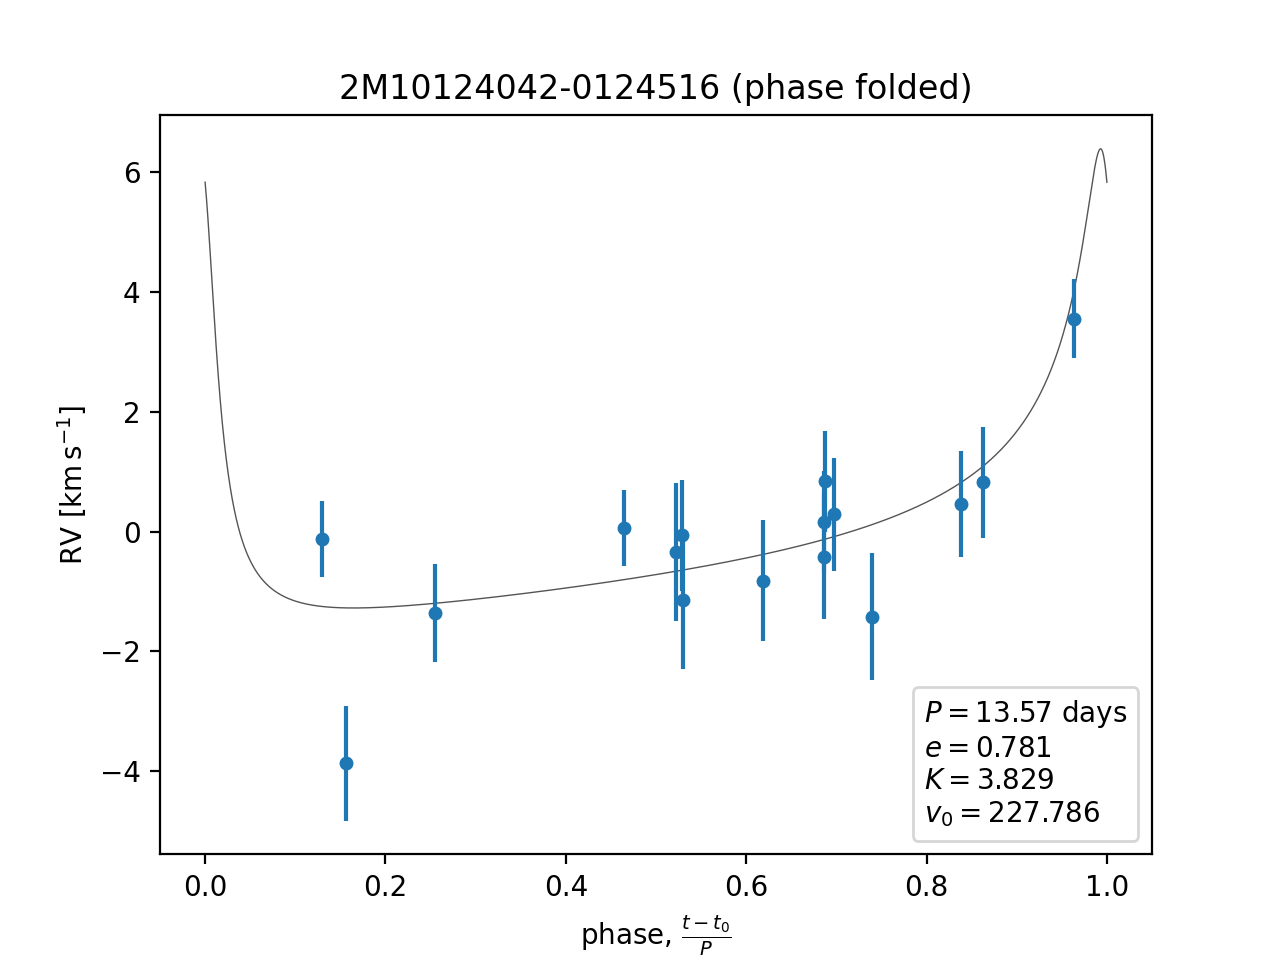 2M10124042-0124516 (phase folded)
RV [km s⁻¹]
6
4
2
0
−2
−4
P = 13.57 days
e = 0.781
K = 3.829
v₀ = 227.786
0.0 0.2 0.4 0.6 0.8 1.0
phase, (t − t₀)/P